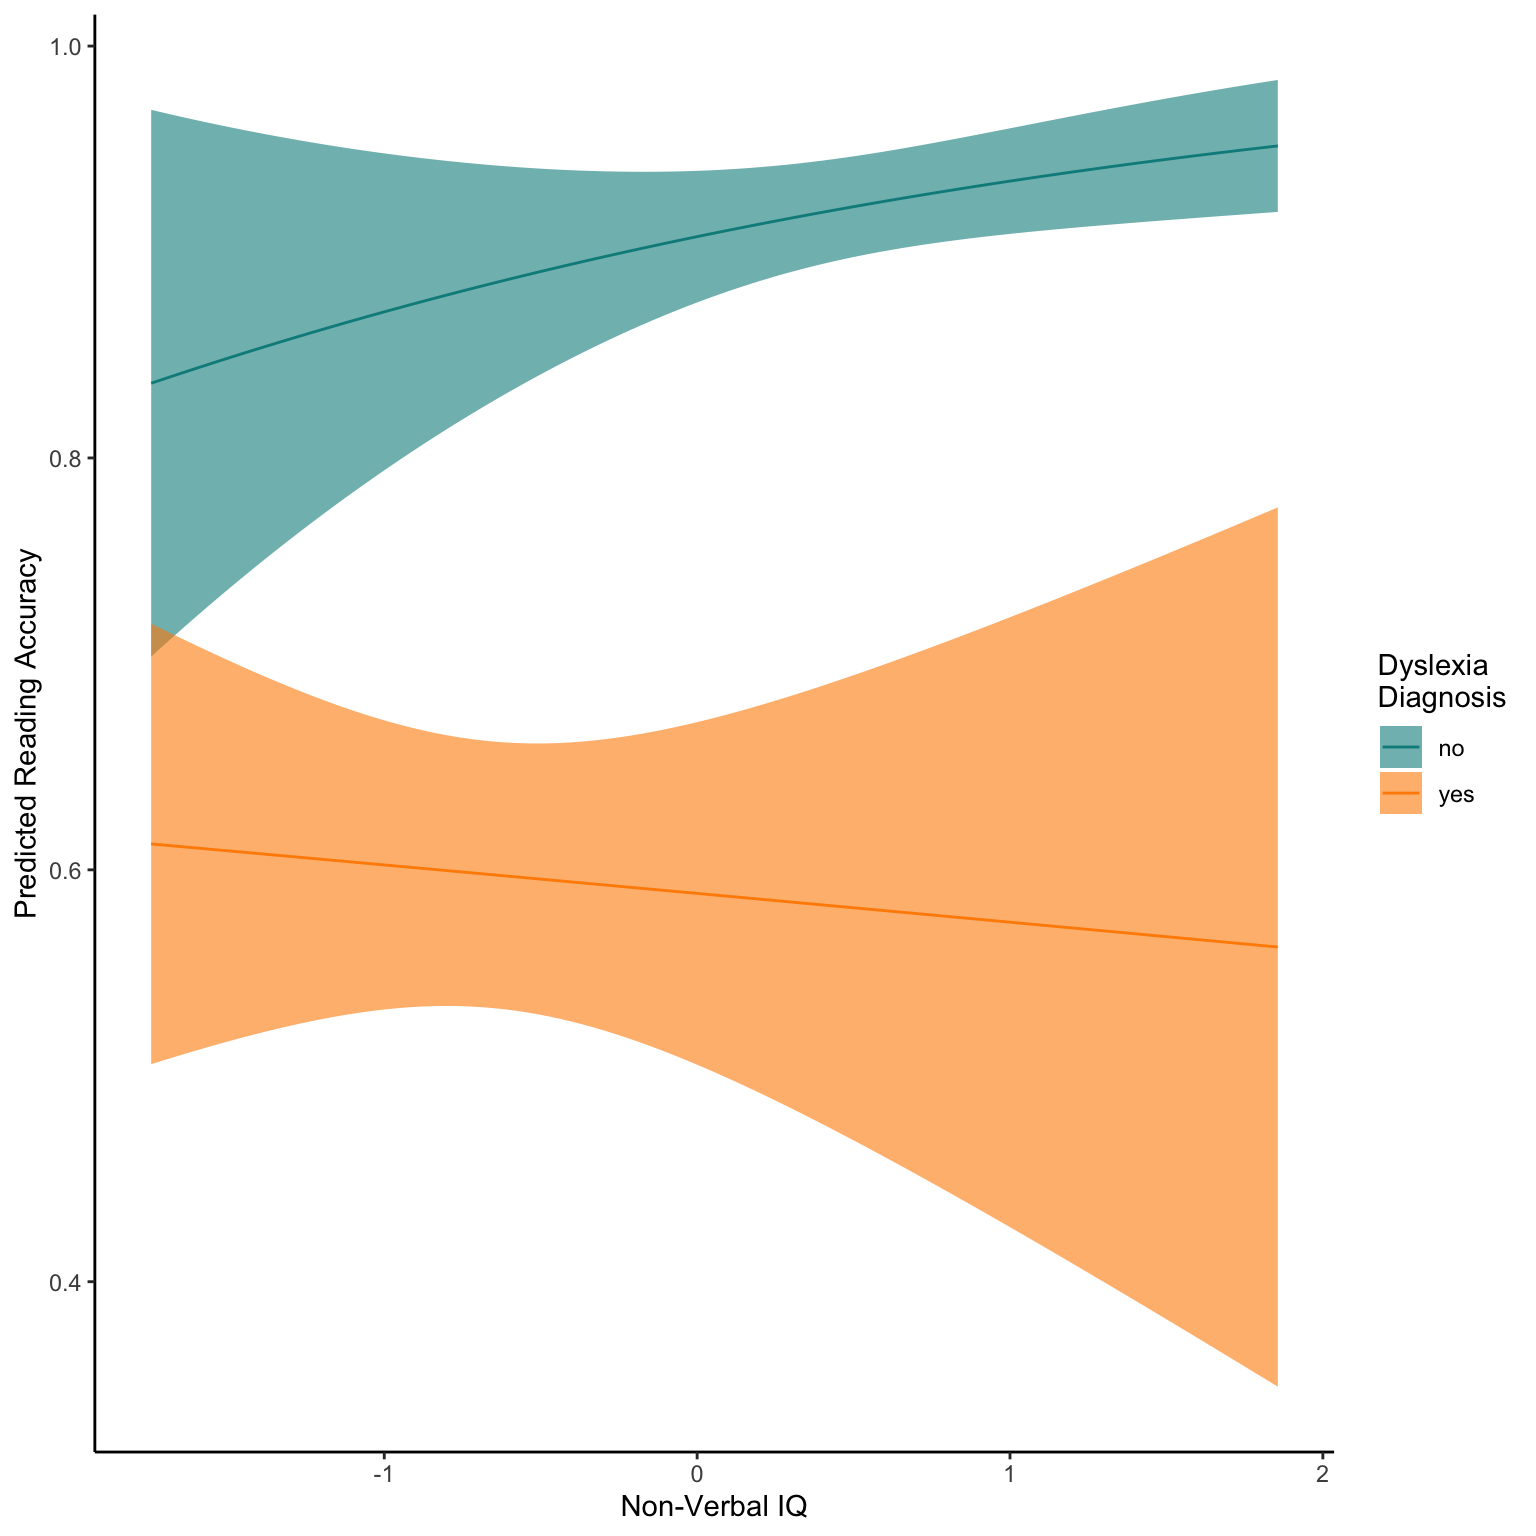 1.0
0.8
0.6
0.4
Predicted Reading Accuracy
-1
0
1
2
Non-Verbal IQ
Dyslexia
Diagnosis
no
yes